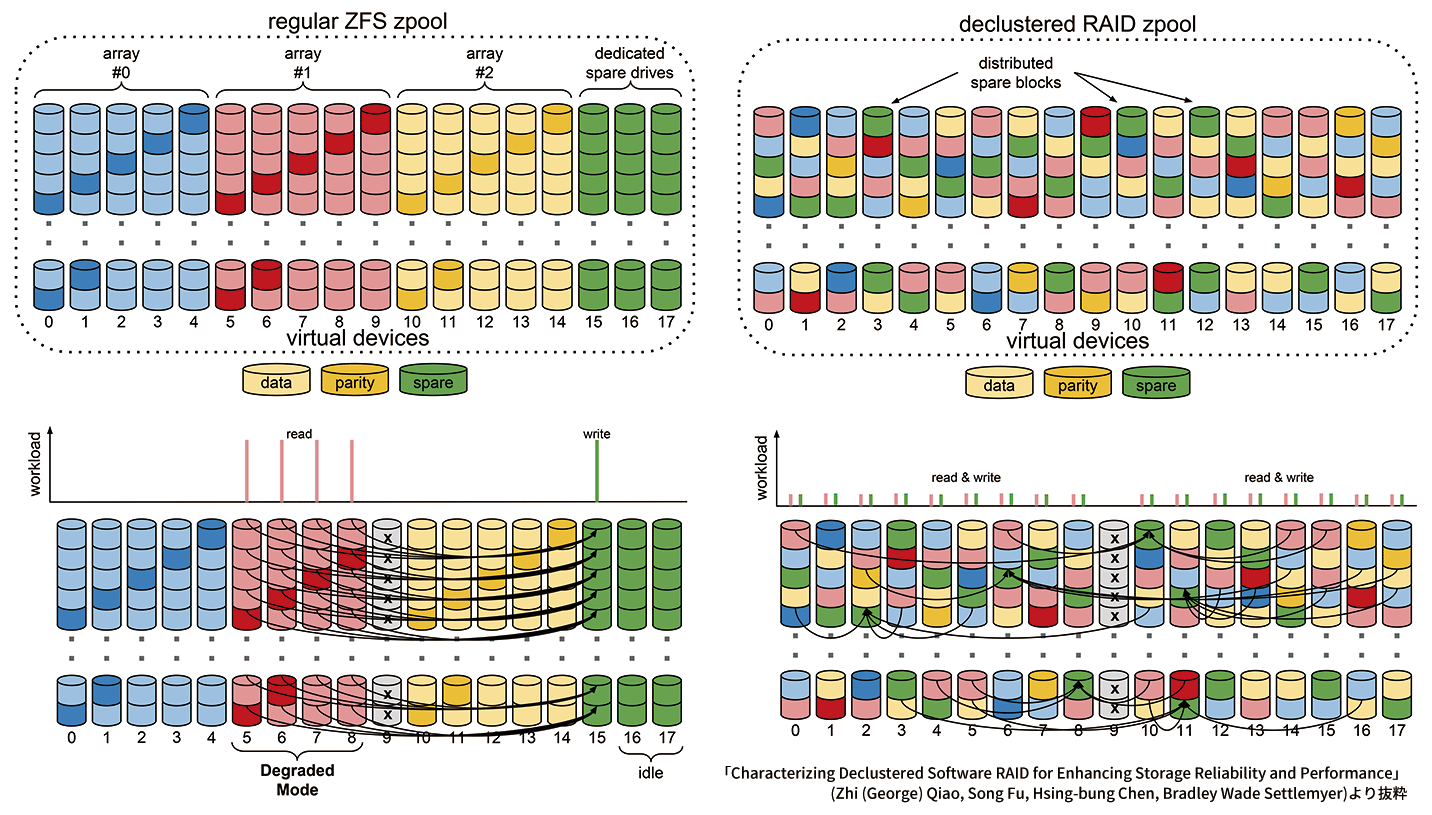 regular ZFS zpool
array
#0
array
#1
array
#2
dedicated
spare drives
0 1 2 3 4 5 6 7 8 9 10 11 12 13 14 15 16 17
virtual devices
data parity spare
declustered RAID zpool
distributed
spare blocks
0 1 2 3 4 5 6 7 8 9 10 11 12 13 14 15 16 17
virtual devices
data parity spare
workload
read
write
x
x
x
x
x
x
x
0 1 2 3 4 5 6 7 8 9 10 11 12 13 14 15 16 17
Degraded
Mode
idle
workload
read & write
read & write
x
x
x
x
x
x
x
0 1 2 3 4 5 6 7 8 9 10 11 12 13 14 15 16 17
「Characterizing Declustered Software RAID for Enhancing Storage Reliability and Performance」
(Zhi (George) Qiao, Song Fu, Hsing-bung Chen, Bradley Wade Settlemyer)より抜粋